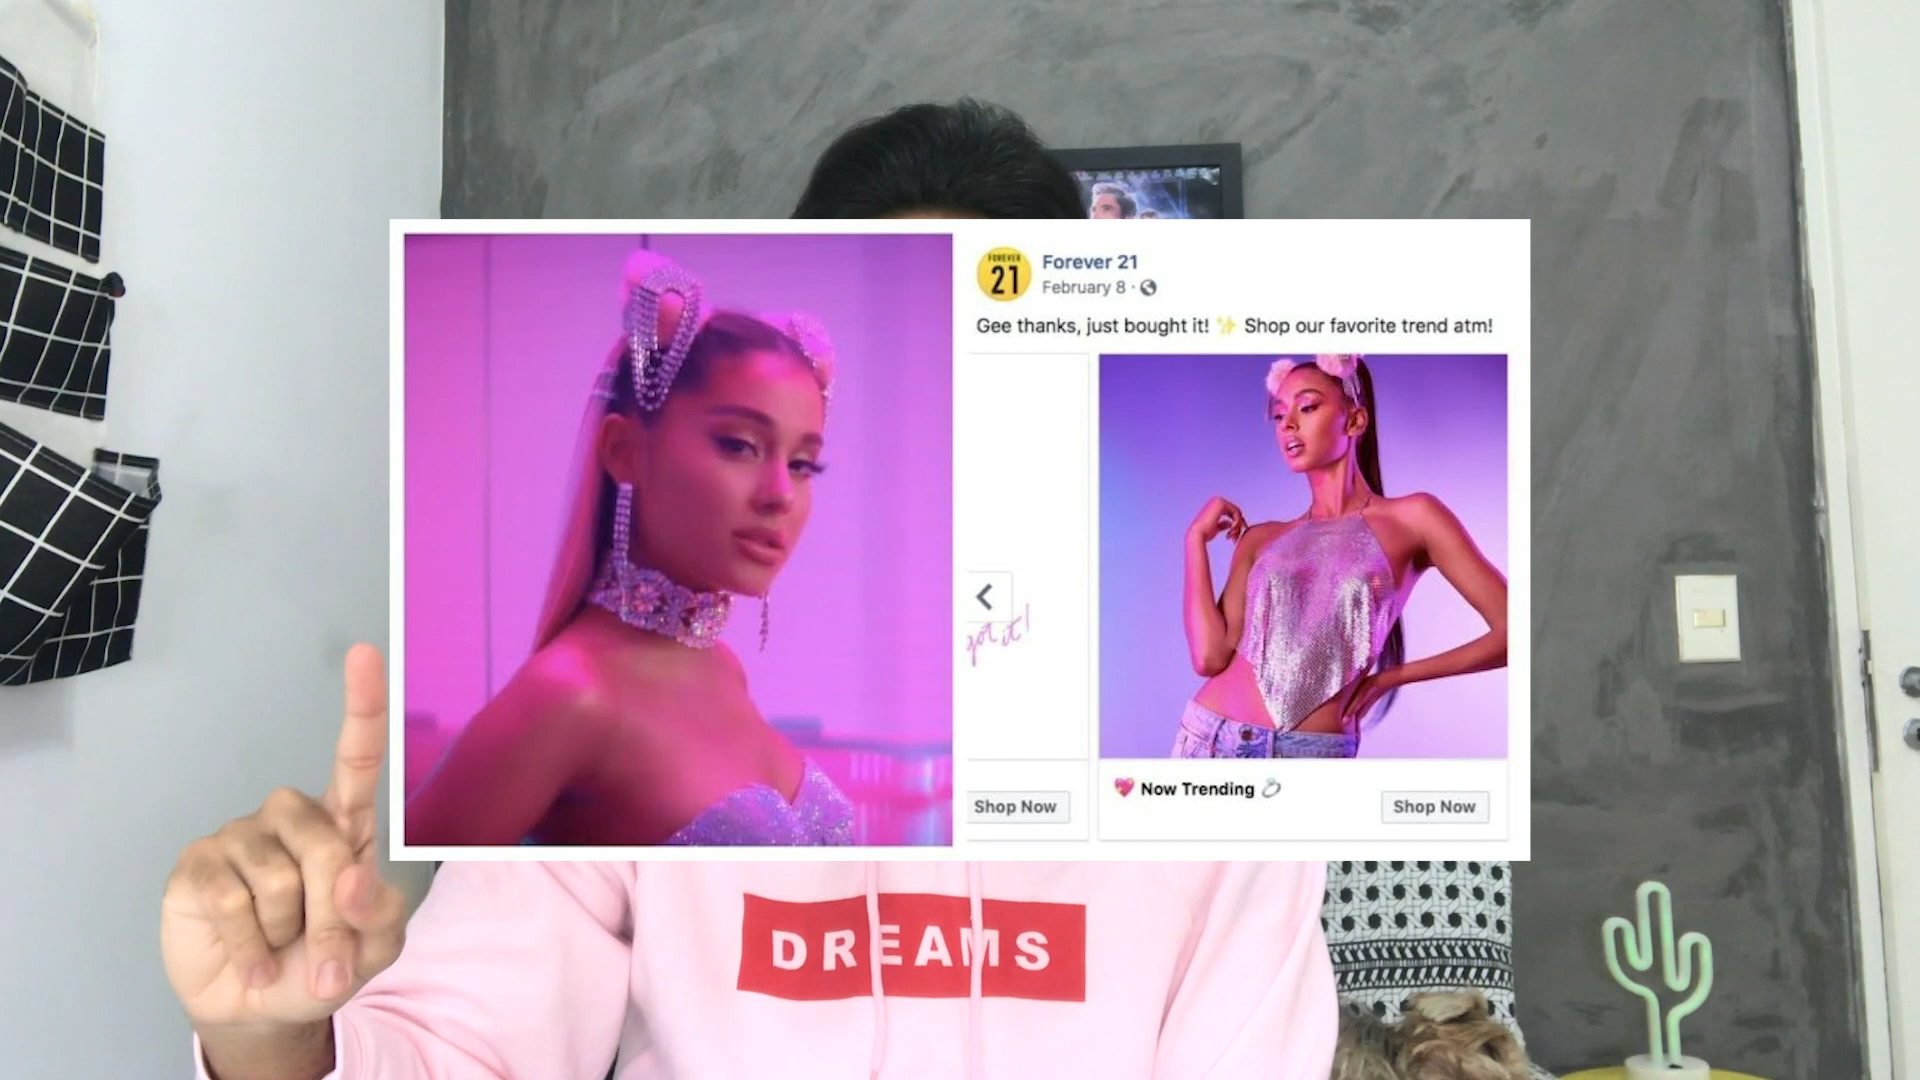 FOREVER
21
Forever 21
February 8 ·
Gee thanks, just bought it! ✨ Shop our favorite trend atm!
got it!
💖 Now Trending 💍
Shop Now
Shop Now
DREAMS